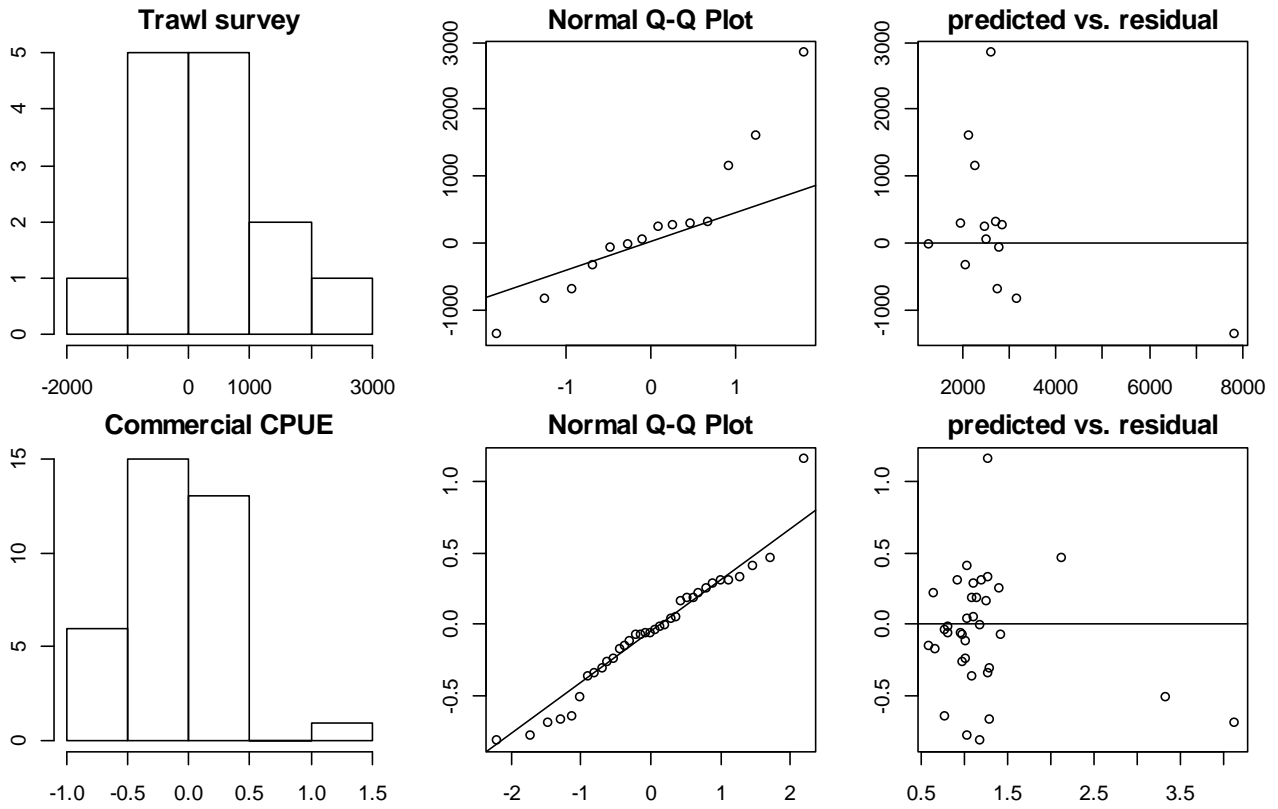 Trawl survey
0 1 2 3 4 5
-2000 0 1000 3000
Normal Q-Q Plot
-1000 0 1000 2000 3000
-1 0 1
predicted vs. residual
-1000 0 1000 2000 3000
2000 4000 6000 8000
Commercial CPUE
0 5 10 15
-1.0 -0.5 0.0 0.5 1.0 1.5
Normal Q-Q Plot
-0.5 0.0 0.5 1.0
-2 -1 0 1 2
predicted vs. residual
-0.5 0.0 0.5 1.0
0.5 1.5 2.5 3.5